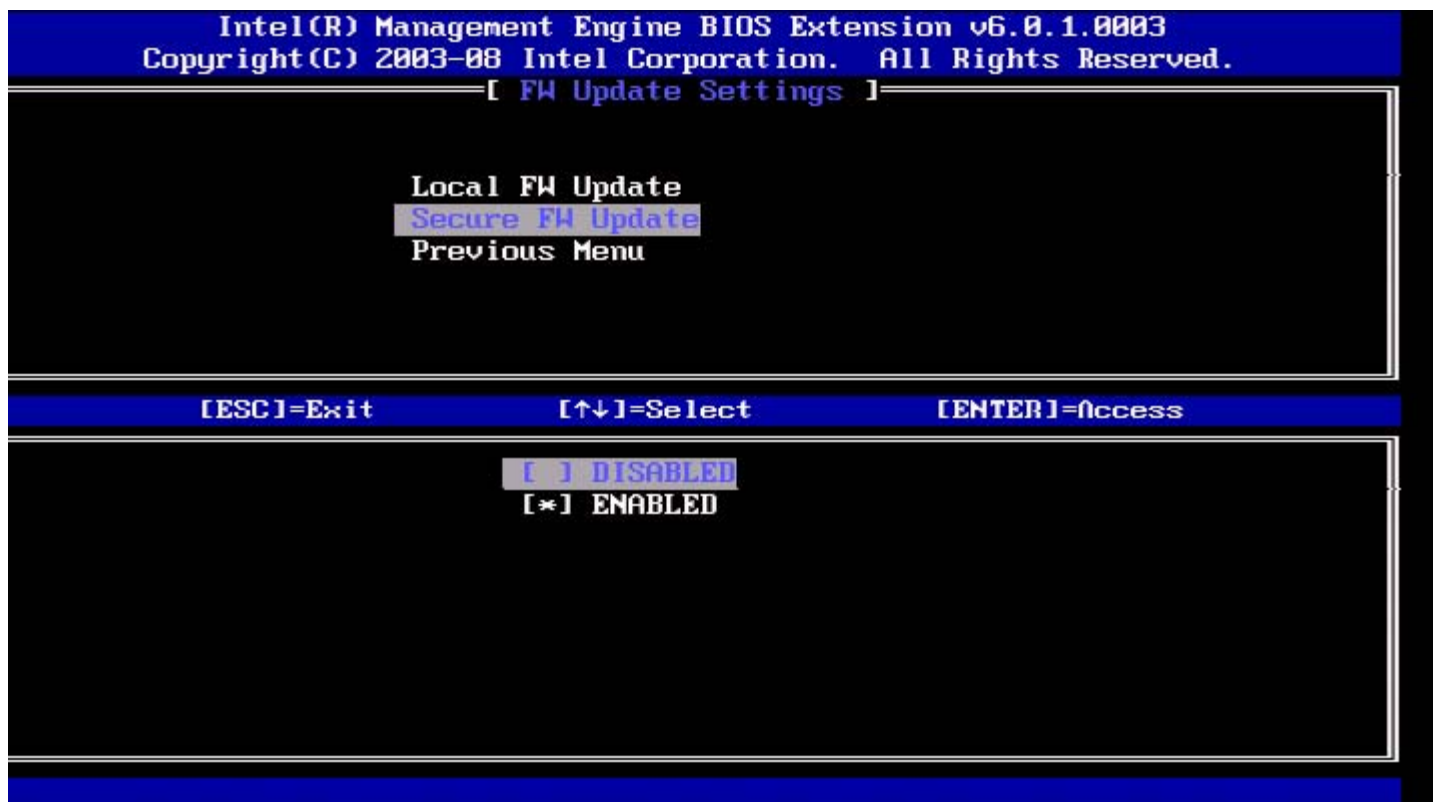 Intel(R) Management Engine BIOS Extension v6.0.1.0003
Copyright(C) 2003-08 Intel Corporation. All Rights Reserved.
[ FW Update Settings ]
Local FW Update
Secure FW Update
Previous Menu
[ESC]=Exit [↑↓]=Select [ENTER]=Access
[ ] DISABLED
[*] ENABLED